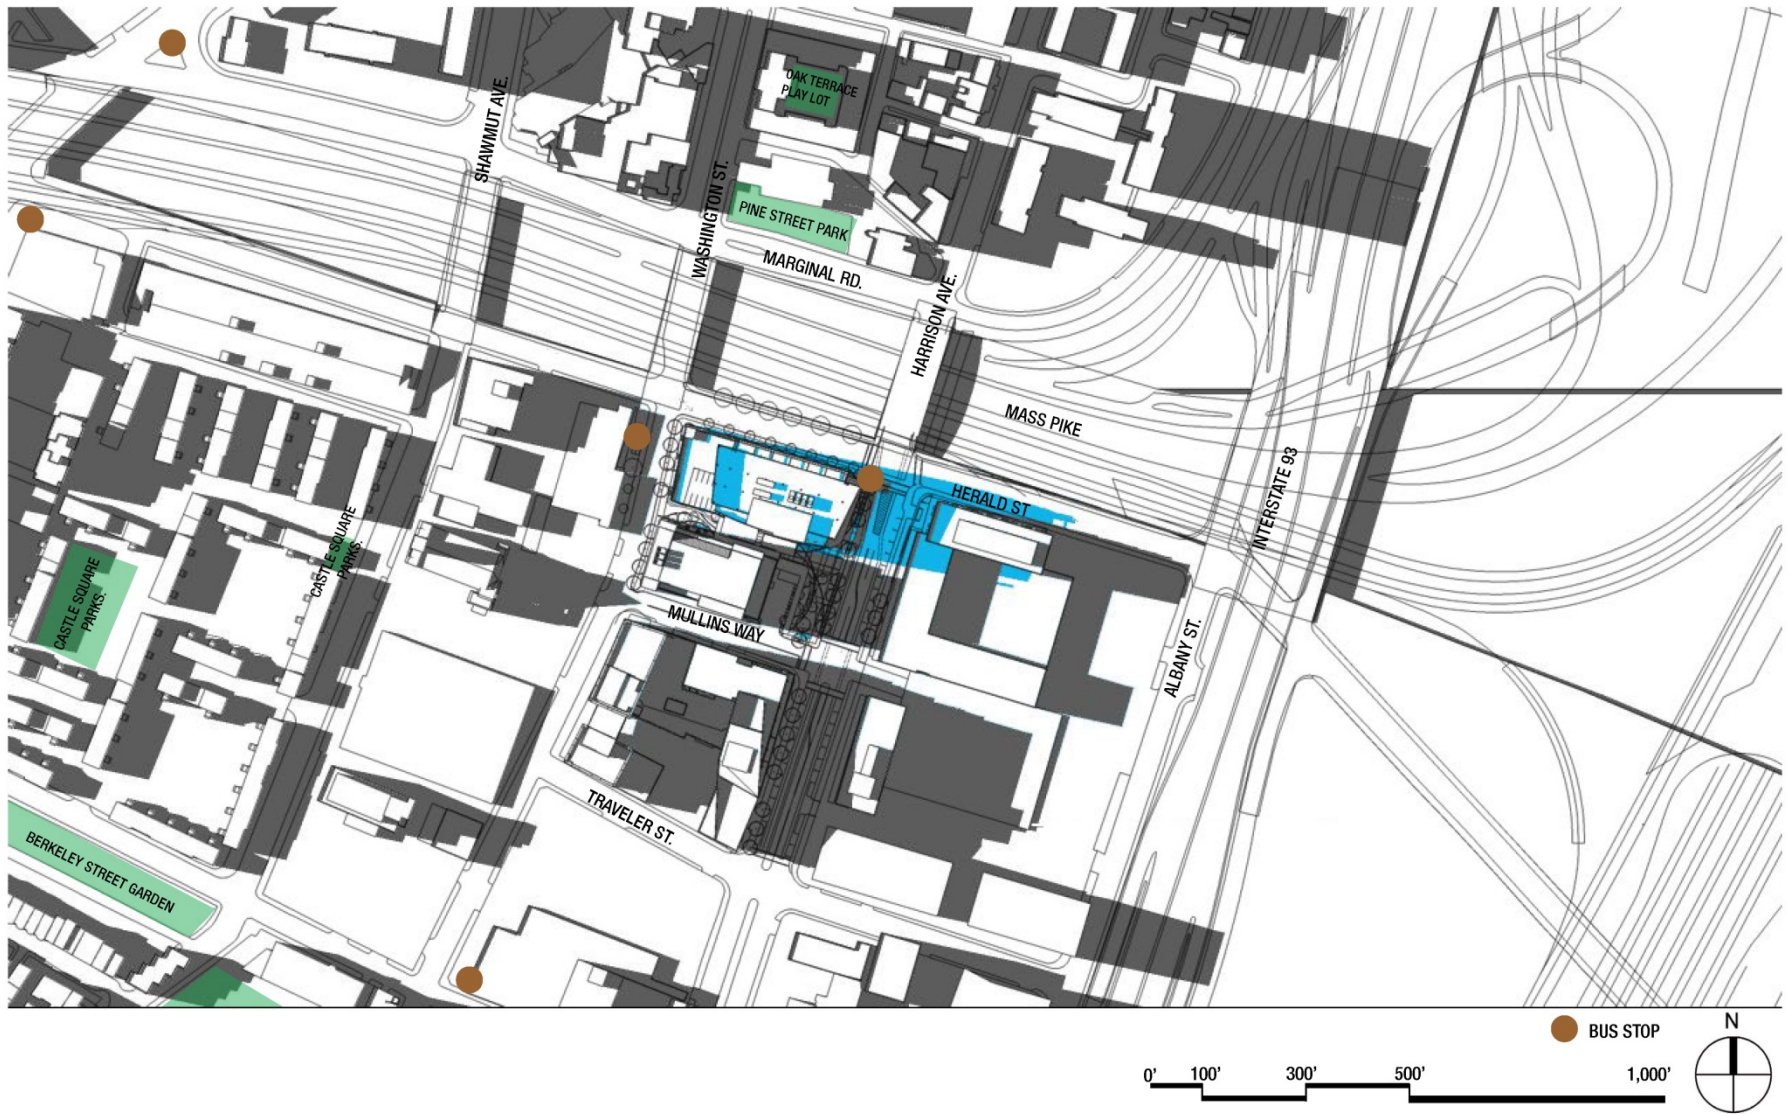 OAK TERRACE
PLAY LOT
SHAWMUT AVE.
WASHINGTON ST.
PINE STREET PARK
MARGINAL RD.
HARRISON AVE.
MASS PIKE
INTERSTATE 93
HERALD ST
CASTLE SQUARE
PARKS.
CASTLE SQUARE
PARKS.
MULLINS WAY
ALBANY ST.
TRAVELER ST.
BERKELEY STREET GARDEN
BUS STOP
N
0' 100' 300' 500' 1,000'